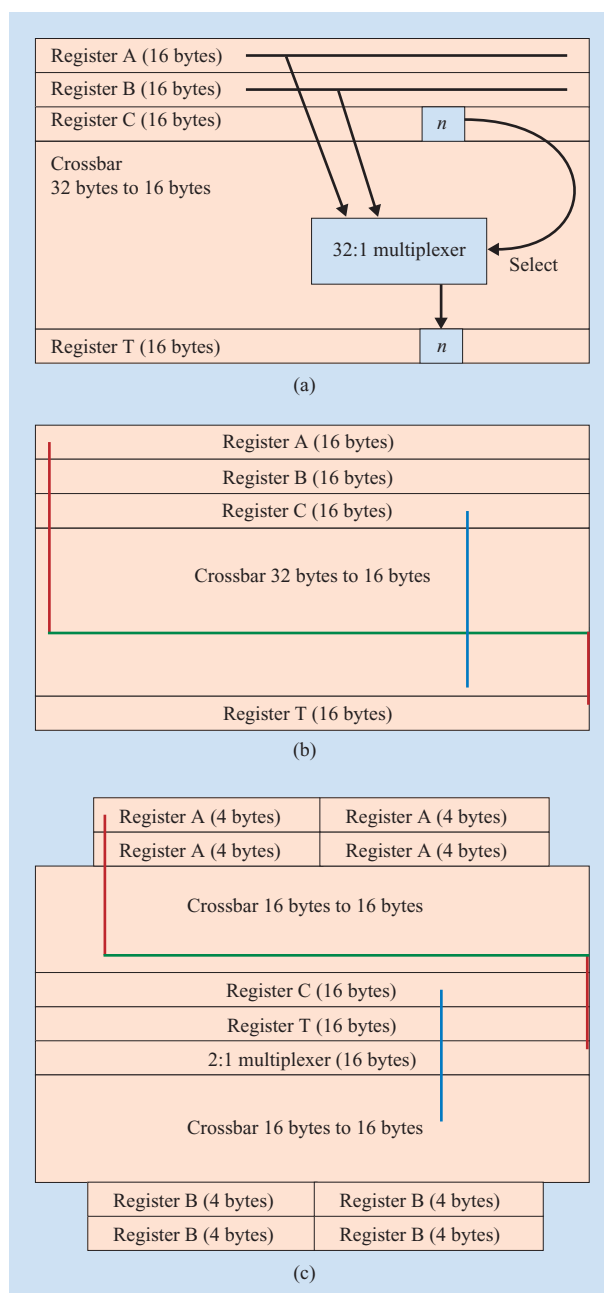 Register A (16 bytes)
Register B (16 bytes)
Register C (16 bytes)
n
Crossbar
32 bytes to 16 bytes
32:1 multiplexer
Select
Register T (16 bytes)
n
(a)
Register A (16 bytes)
Register B (16 bytes)
Register C (16 bytes)
Crossbar 32 bytes to 16 bytes
Register T (16 bytes)
(b)
Register A (4 bytes) Register A (4 bytes)
Register A (4 bytes) Register A (4 bytes)
Crossbar 16 bytes to 16 bytes
Register C (16 bytes)
Register T (16 bytes)
2:1 multiplexer (16 bytes)
Crossbar 16 bytes to 16 bytes
Register B (4 bytes) Register B (4 bytes)
Register B (4 bytes) Register B (4 bytes)
(c)